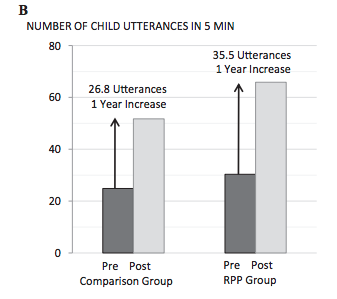 B
NUMBER OF CHILD UTTERANCES IN 5 MIN
80
60
40
20
0
26.8 Utterances
1 Year Increase
35.5 Utterances
1 Year Increase
Pre Post
Comparison Group
Pre Post
RPP Group